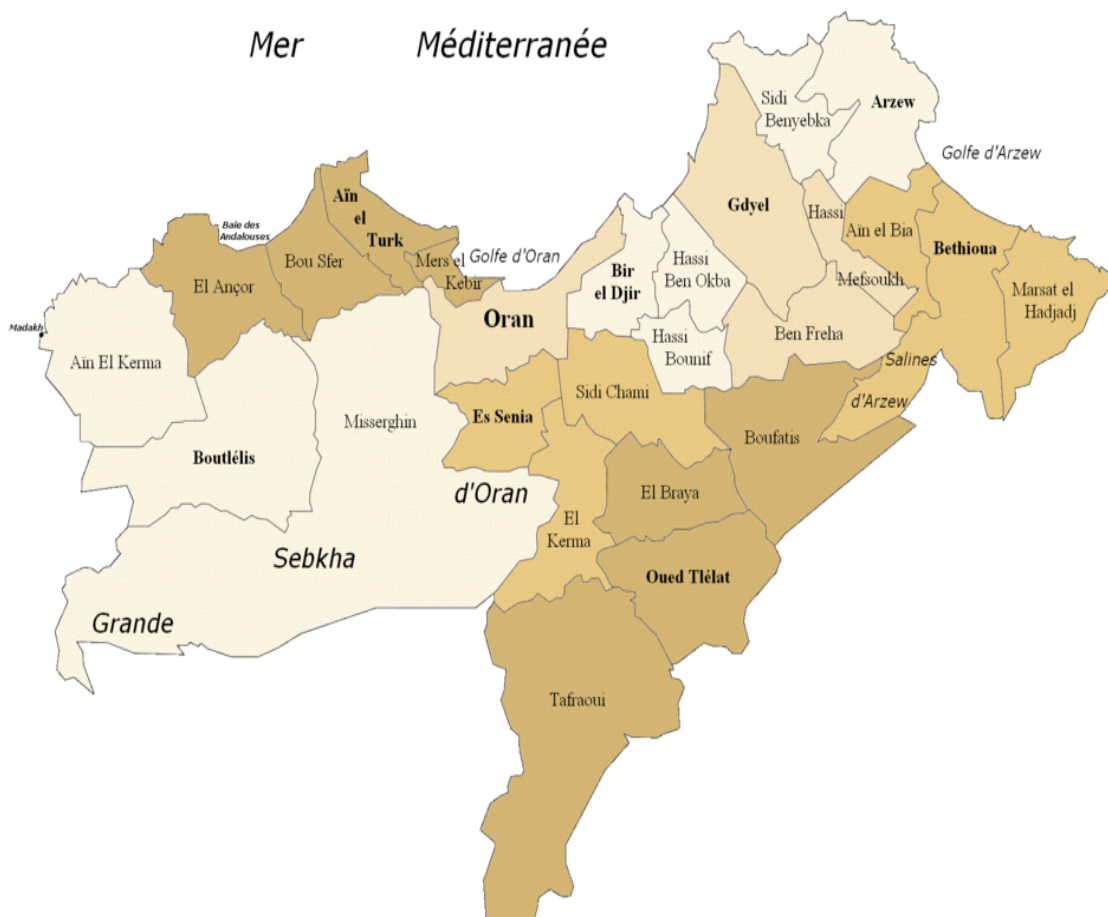 Mer Méditerranée
Sidi
Benyebka
Arzew
Golfe d'Arzew
Aïn
el
Turk
Gdyel
Hassi
Mefsoukh
Ain el Bia
Bethioua
Baie des
Andalouses
Bou Sfer
Mers el
Kebir
Golfe d'Oran
Hassi
Ben Okba
Bir
el Djir
El Ançor
Marsat el
Hadjadj
Oran
Madakh
Aïn El Kerma
Hassi
Bounif
Ben Freha
Salines
d'Arzew
Sidi Chami
Misserghin
Es Senia
Boufatis
Boutlélis
El Braya
El
Kerma
Oued Tlélat
Grande
Sebkha
d'Oran
Tafraoui